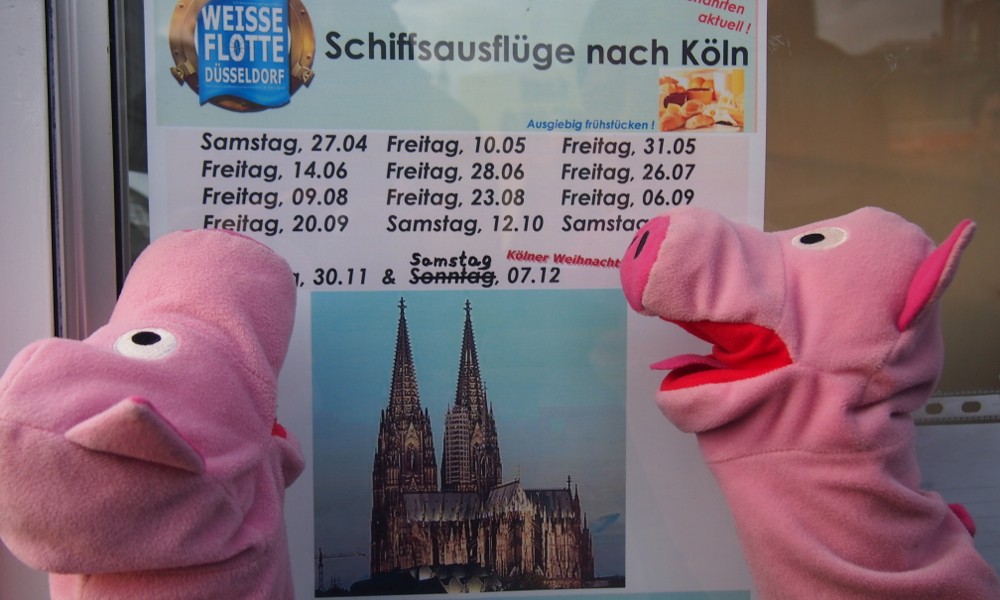 WEISSE
FLOTTE
DÜSSELDORF
aktuell !
Schiffsausflüge nach Köln
Ausgiebig frühstücken !
Samstag, 27.04 Freitag, 10.05 Freitag, 31.05
Freitag, 14.06 Freitag, 28.06 Freitag, 26.07
Freitag, 09.08 Freitag, 23.08 Freitag, 06.09
Freitag, 20.09 Samstag, 12.10 Samstag
Samstag Kölner Weihnacht
, 30.11 & Sonntag, 07.12